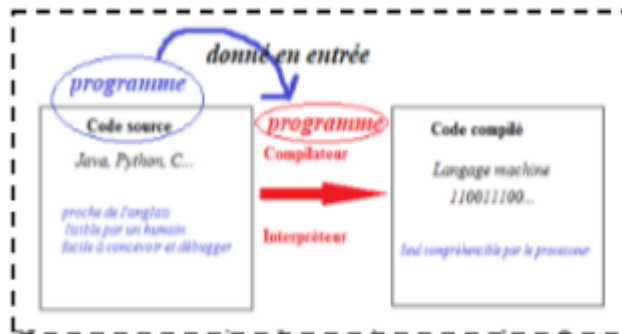 donné en entrée
programme
Code source
Java, Python, C...
proche de l'anglais
lisible par un humain
facile à concevoir et débugger
programme
Compilateur
Interpréteur
Code compilé
Langage machine
110011100...
Seul compréhensible par le processeur